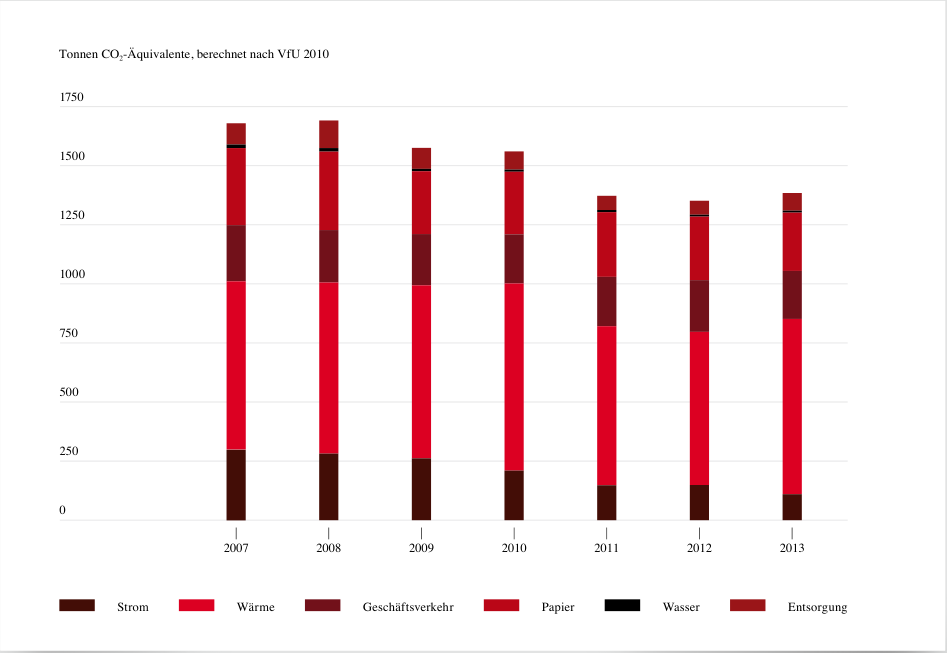 Tonnen CO₂-Äquivalente, berechnet nach VfU 2010
1750
1500
1250
1000
750
500
250
0
2007 2008 2009 2010 2011 2012 2013
Strom Wärme Geschäftsverkehr Papier Wasser Entsorgung